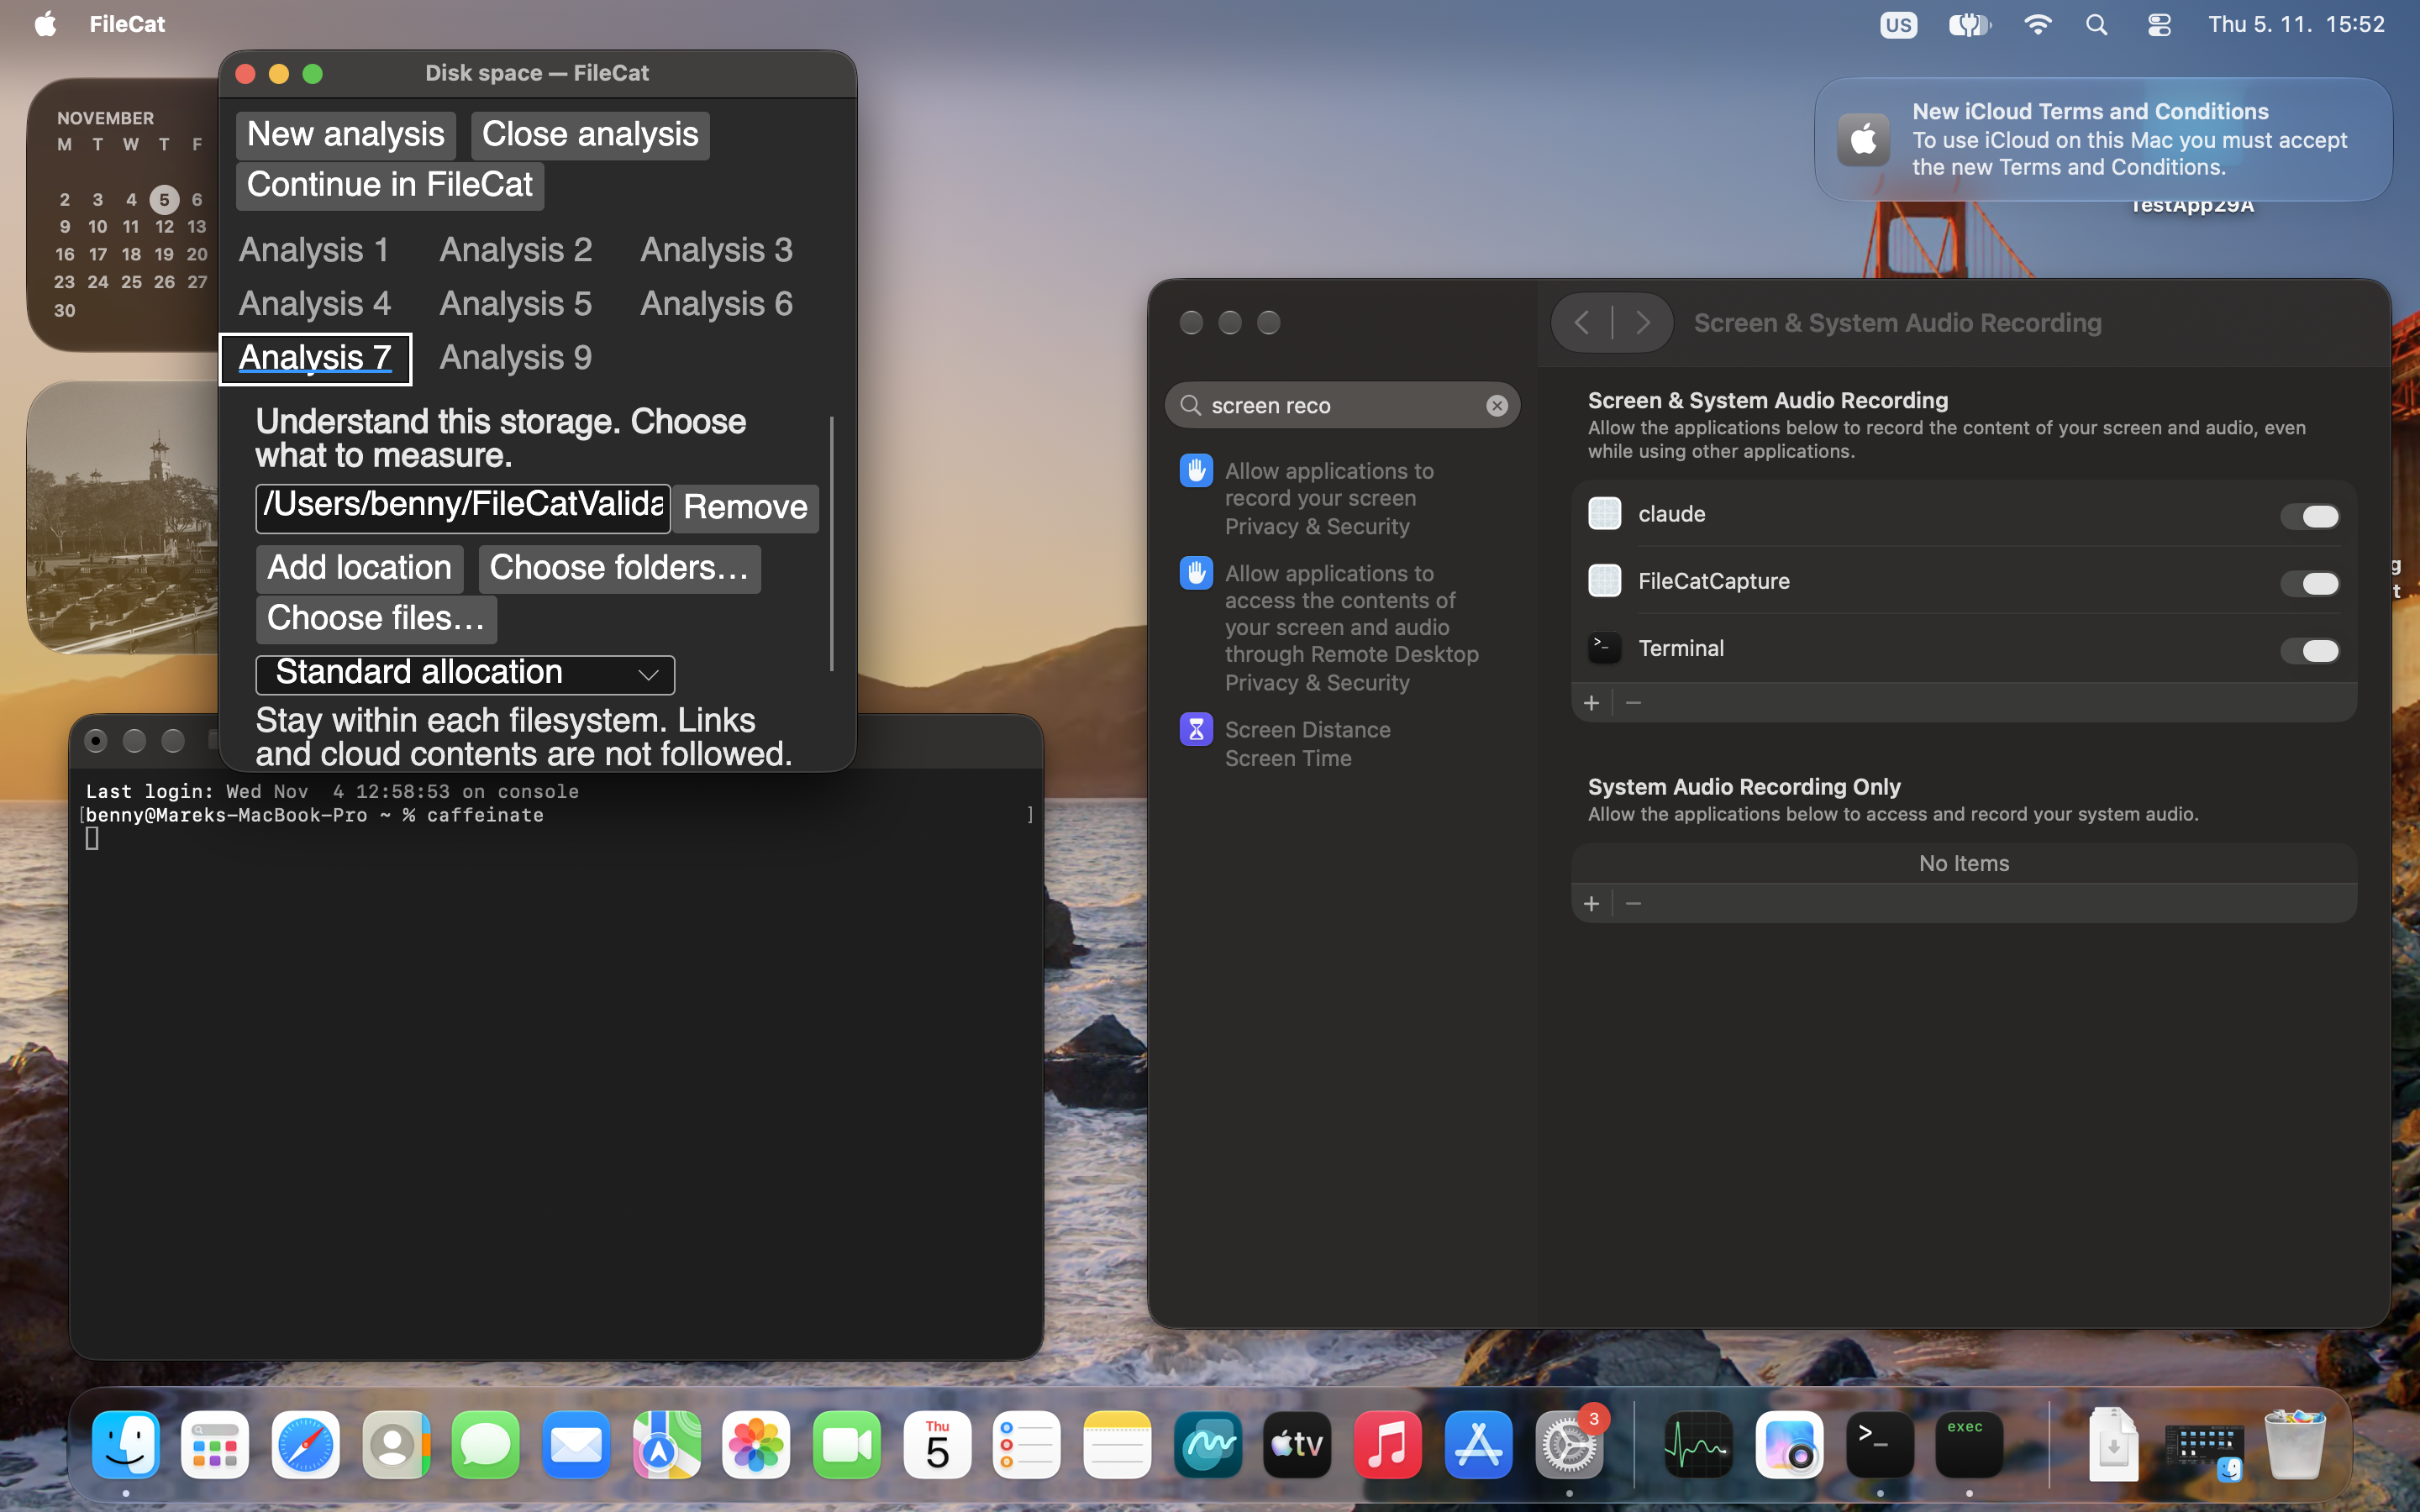 FileCat
US
Thu 5. 11. 15:52
NOVEMBER
M T W T F
2 3 4 5 6
9 10 11 12 13
16 17 18 19 20
23 24 25 26 27
30
Disk space — FileCat
New analysis
Close analysis
Continue in FileCat
Analysis 1
Analysis 2
Analysis 3
Analysis 4
Analysis 5
Analysis 6
Analysis 7
Analysis 9
Understand this storage. Choose
what to measure.
/Users/benny/FileCatValida
Remove
Add location
Choose folders…
Choose files…
Standard allocation
Stay within each filesystem. Links
and cloud contents are not followed.
Last login: Wed Nov  4 12:58:53 on console
[benny@Mareks-MacBook-Pro ~ % caffeinate ]
New iCloud Terms and Conditions
To use iCloud on this Mac you must accept
the new Terms and Conditions.
TestApp29A
screen reco
Allow applications to
record your screen
Privacy & Security
Allow applications to
access the contents of
your screen and audio
through Remote Desktop
Privacy & Security
Screen Distance
Screen Time
Screen & System Audio Recording
Screen & System Audio Recording
Allow the applications below to record the content of your screen and audio, even
while using other applications.
claude
FileCatCapture
Terminal
System Audio Recording Only
Allow the applications below to access and record your system audio.
No Items
g
t
Thu
5
tv
3
exec